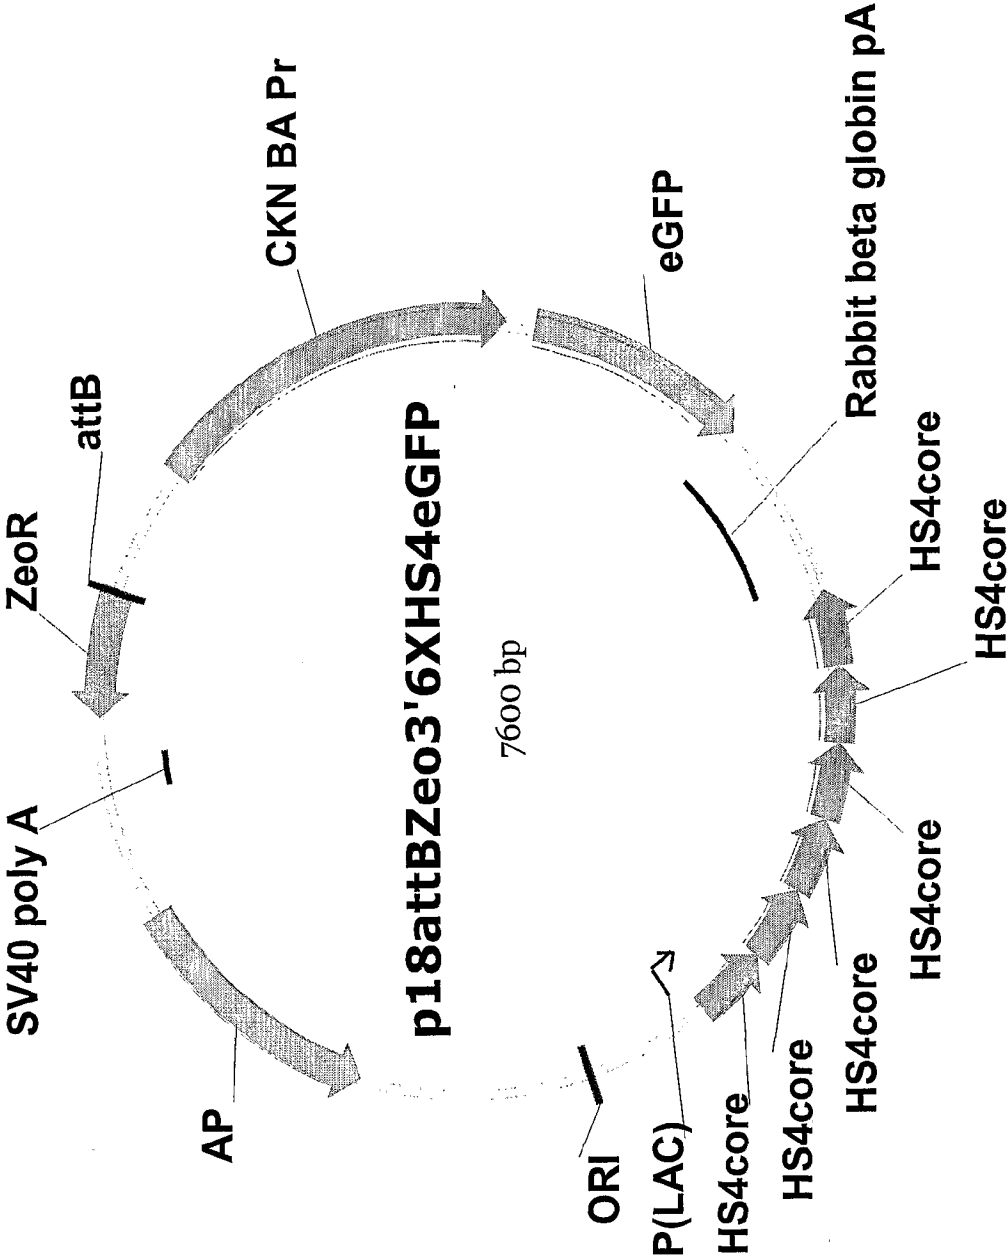 SV40 poly A
ZeoR
attB
CKN BA Pr
AP
p18attBZeo3'6XHS4eGFP
7600 bp
eGFP
ORI
P(LAC)
HS4core
HS4core
HS4core
HS4core
HS4core
HS4core
Rabbit beta globin pA